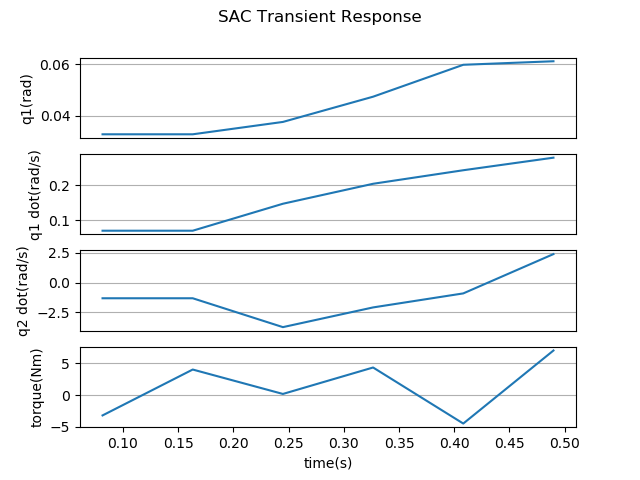 SAC Transient Response
0.06
0.04
q1(rad)
0.2
0.1
q1 dot(rad/s)
2.5
0.0
−2.5
q2 dot(rad/s)
5
0
−5
torque(Nm)
0.10 0.15 0.20 0.25 0.30 0.35 0.40 0.45 0.50
time(s)